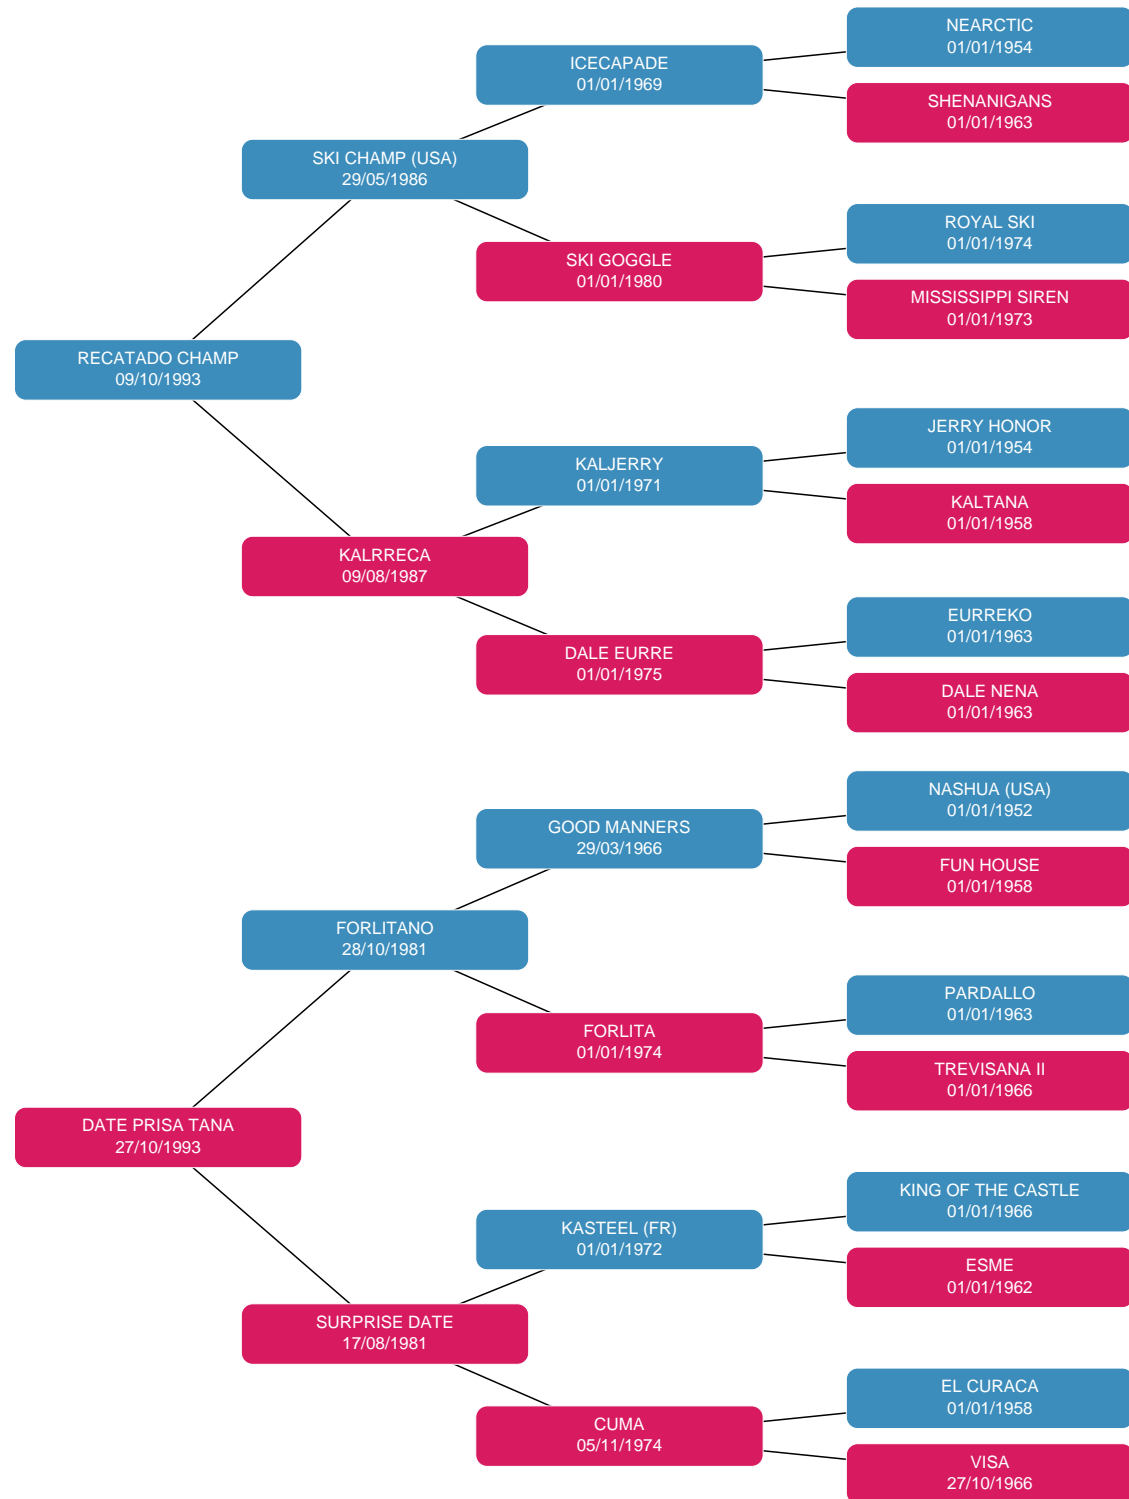 NEARCTIC
01/01/1954
ICECAPADE
01/01/1969
SHENANIGANS
01/01/1963
SKI CHAMP (USA)
29/05/1986
ROYAL SKI
01/01/1974
SKI GOGGLE
01/01/1980
MISSISSIPPI SIREN
01/01/1973
RECATADO CHAMP
09/10/1993
JERRY HONOR
01/01/1954
KALJERRY
01/01/1971
KALTANA
01/01/1958
KALRRECA
09/08/1987
EURREKO
01/01/1963
DALE EURRE
01/01/1975
DALE NENA
01/01/1963
NASHUA (USA)
01/01/1952
GOOD MANNERS
29/03/1966
FUN HOUSE
01/01/1958
FORLITANO
28/10/1981
PARDALLO
01/01/1963
FORLITA
01/01/1974
TREVISANA II
01/01/1966
DATE PRISA TANA
27/10/1993
KING OF THE CASTLE
01/01/1966
KASTEEL (FR)
01/01/1972
ESME
01/01/1962
SURPRISE DATE
17/08/1981
EL CURACA
01/01/1958
CUMA
05/11/1974
VISA
27/10/1966